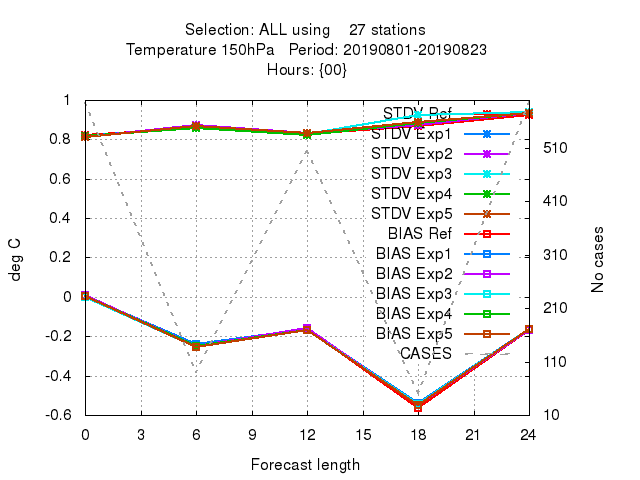 Selection: ALL using 27 stations
Temperature 150hPa Period: 20190801-20190823
Hours: {00}
1
0.8
0.6
0.4
0.2
0
-0.2
-0.4
-0.6
deg C
STDV Ref
STDV Exp1
STDV Exp2
STDV Exp3
STDV Exp4
STDV Exp5
BIAS Ref
BIAS Exp1
BIAS Exp2
BIAS Exp3
BIAS Exp4
BIAS Exp5
CASES
510
410
310
210
110
10
No cases
0 3 6 9 12 15 18 21 24
Forecast length